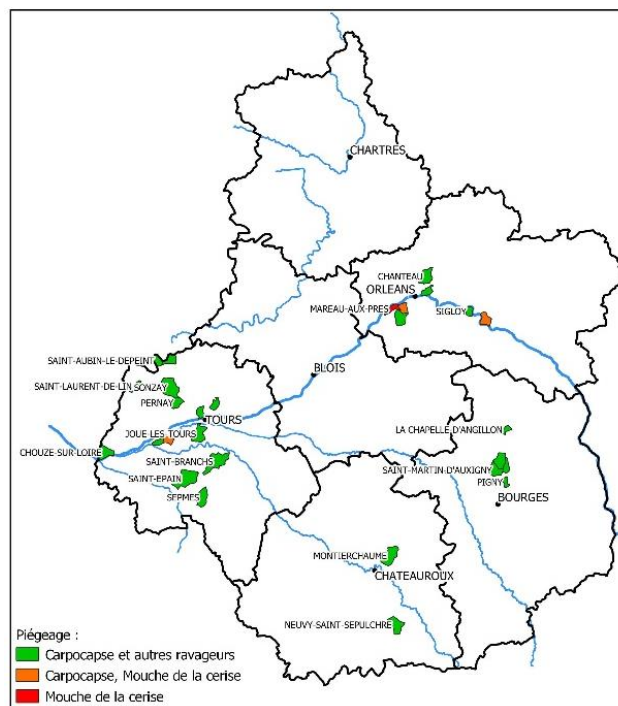 CHARTRES
CHANTEAU
ORLEANS
MAREAU-AUX-PRES
SIGLOY
SAINT-AUBIN-LE-DEPEINT
BLOIS
SAINT-LAURENT-DE-LIN
SONZAY
PERNAY
TOURS
JOUE-LES TOURS
LA CHAPELLE D'ANGILLON
CHOUZE-SUR-LOIRE
SAINT-BRANCHS
SAINT-MARTIN-D'AUXIGNY
SAINT-EPAIN
PIGNY
SEPMES
BOURGES
MONTIERCHAUME
CHATEAUROUX
NEUVY-SAINT-SEPULCHRE
Piégeage :
Carpocapse et autres ravageurs
Carpocapse, Mouche de la cerise
Mouche de la cerise